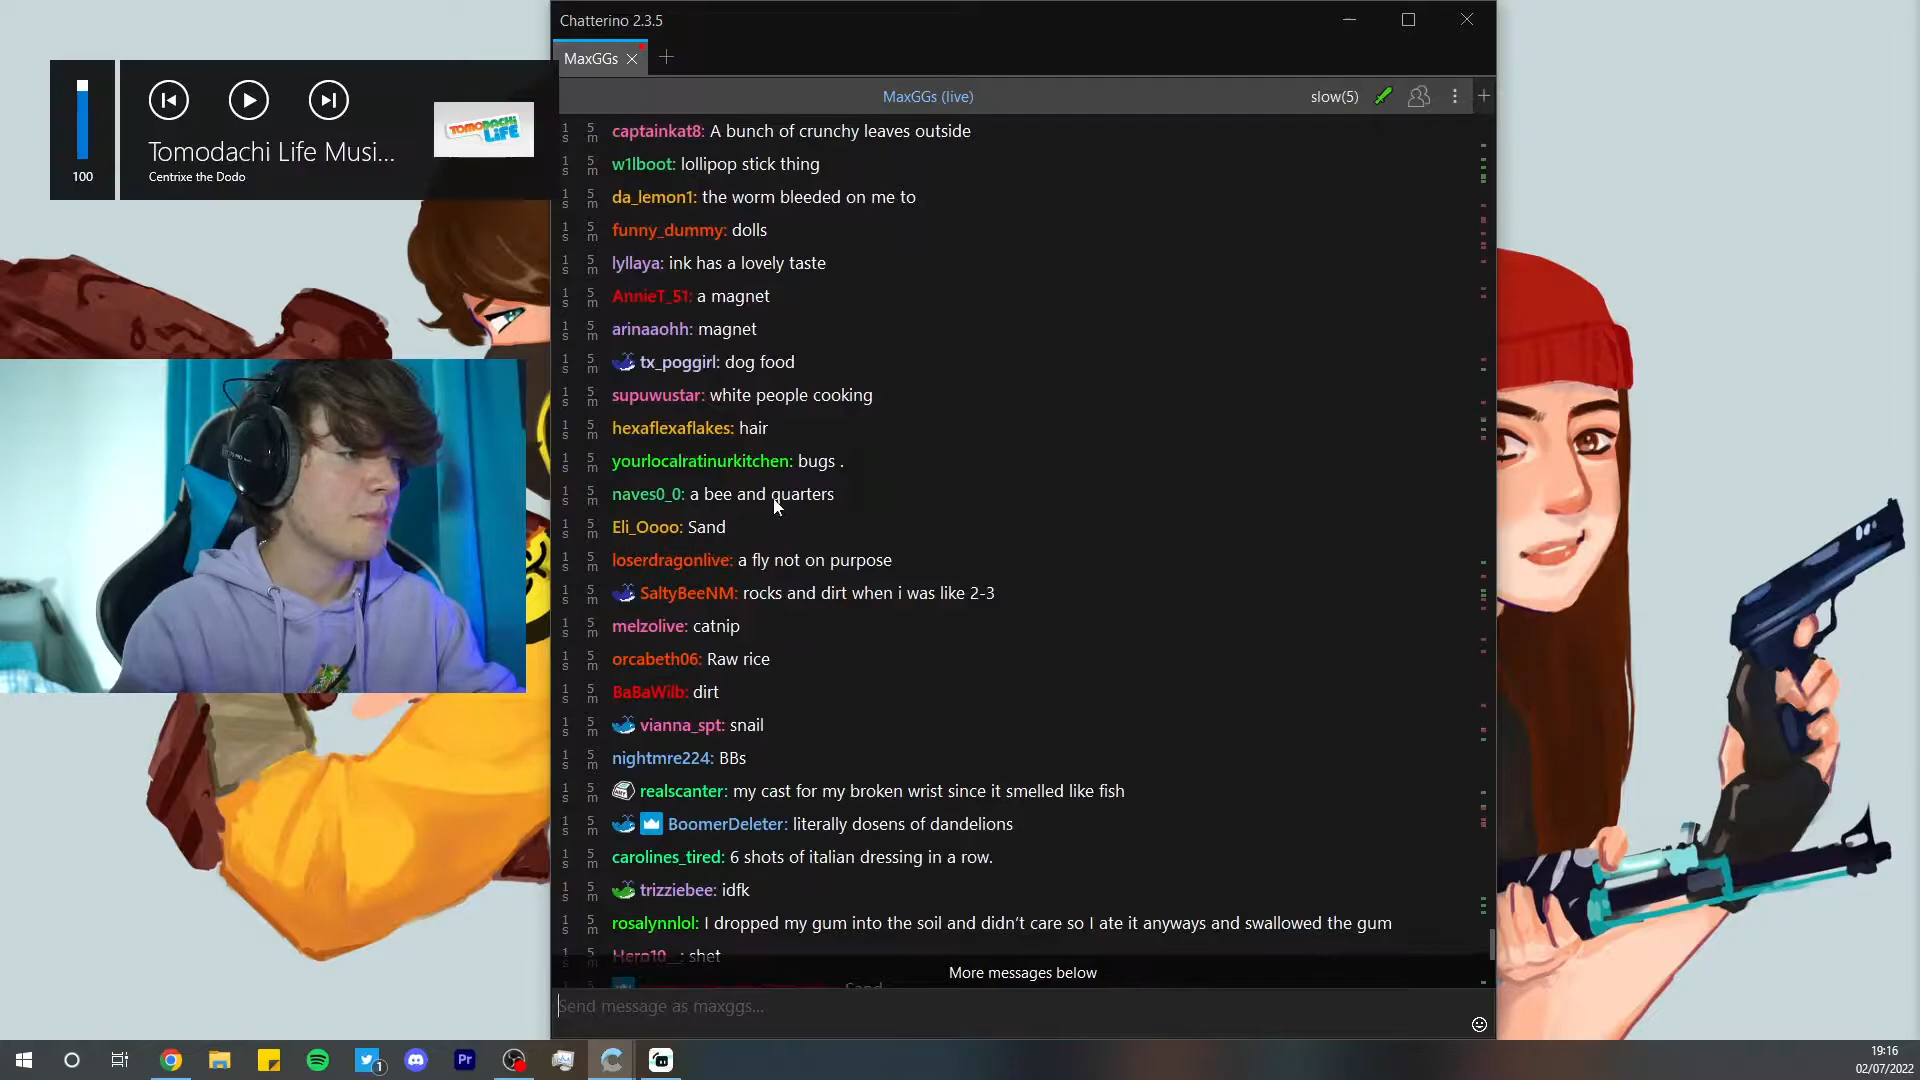 Chatterino 2.3.5
MaxGGs
MaxGGs (live)
slow(5)
TOMODACHI LIFE
Tomodachi Life Musi...
Centrixe the Dodo
100
captainkat8: A bunch of crunchy leaves outside
w1lboot: lollipop stick thing
da_lemon1: the worm bleeded on me to
funny_dummy: dolls
lyllaya: ink has a lovely taste
AnnieT_51: a magnet
arinaaohh: magnet
tx_poggirl: dog food
supuwustar: white people cooking
hexaflexaflakes: hair
yourlocalratinurkitchen: bugs .
naves0_0: a bee and quarters
Eli_Oooo: Sand
loserdragonlive: a fly not on purpose
SaltyBeeNM: rocks and dirt when i was like 2-3
melzolive: catnip
orcabeth06: Raw rice
BaBaWilb: dirt
vianna_spt: snail
nightmre224: BBs
realscanter: my cast for my broken wrist since it smelled like fish
BoomerDeleter: literally dosens of dandelions
carolines_tired: 6 shots of italian dressing in a row.
trizziebee: idfk
rosalynnlol: I dropped my gum into the soil and didn't care so I ate it anyways and swallowed the gum
Hero10__: shet
More messages below
Send message as maxggs...
19:16
02/07/2022